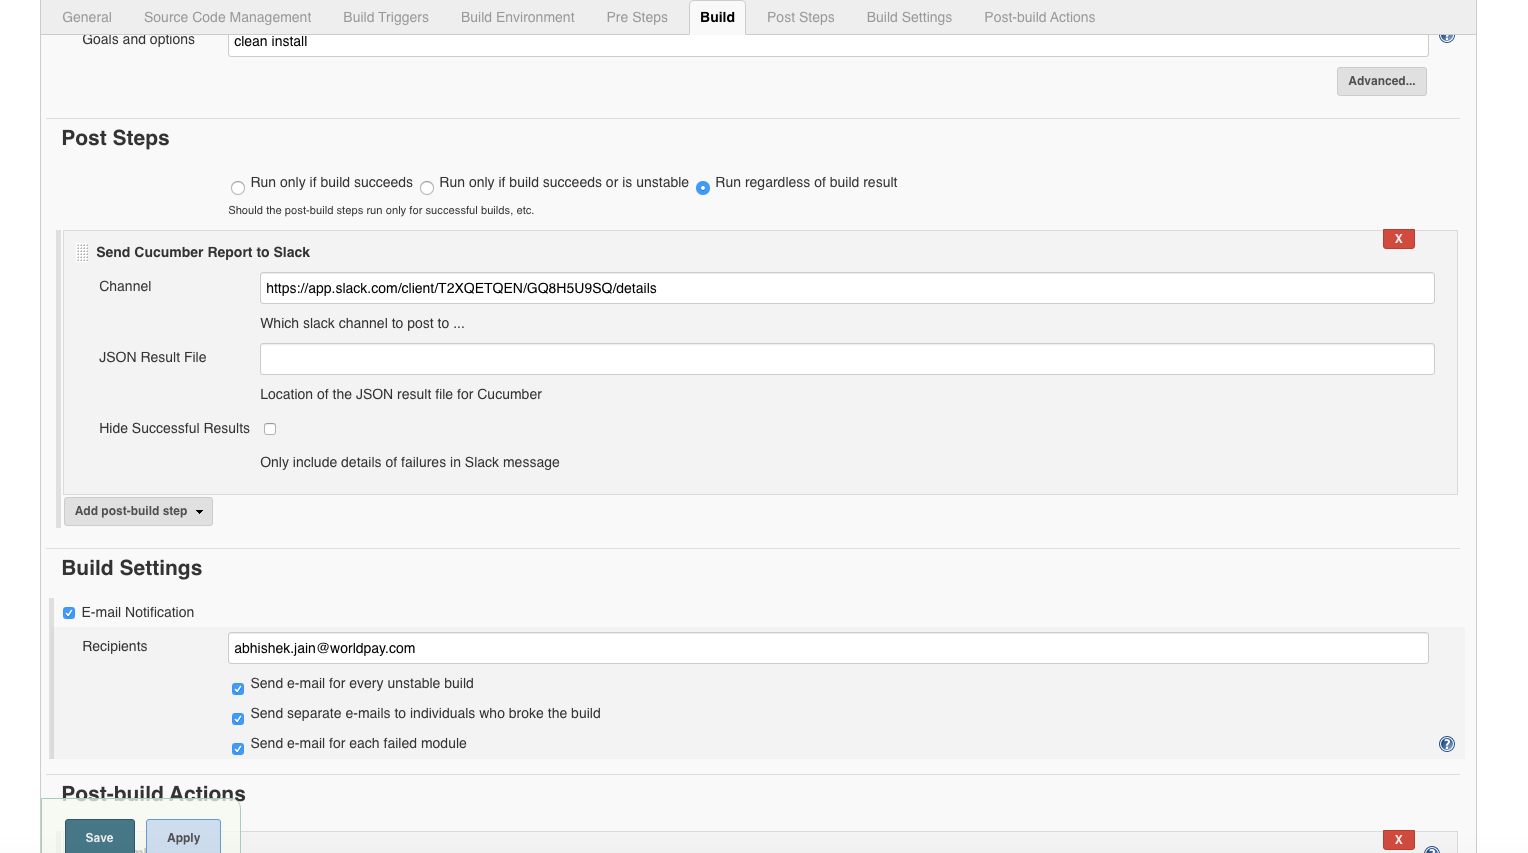 General Source Code Management Build Triggers Build Environment Pre Steps Build Post Steps Build Settings Post-build Actions
Goals and options clean install
Advanced...
Post Steps
Run only if build succeeds Run only if build succeeds or is unstable Run regardless of build result
Should the post-build steps run only for successful builds, etc.
X
Send Cucumber Report to Slack
Channel https://app.slack.com/client/T2XQETQEN/GQ8H5U9SQ/details
Which slack channel to post to ...
JSON Result File
Location of the JSON result file for Cucumber
Hide Successful Results
Only include details of failures in Slack message
Add post-build step
Build Settings
E-mail Notification
Recipients abhishek.jain@worldpay.com
Send e-mail for every unstable build
Send separate e-mails to individuals who broke the build
Send e-mail for each failed module
?
Post-build Actions
Save Apply
X